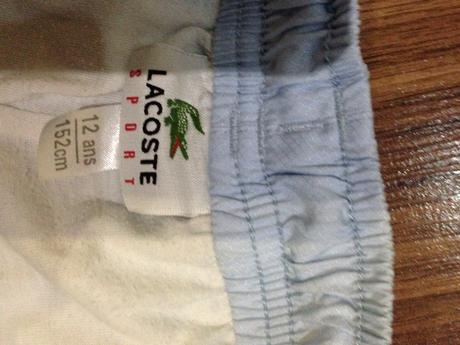 LACOSTE
SPORT
12 ans
152cm